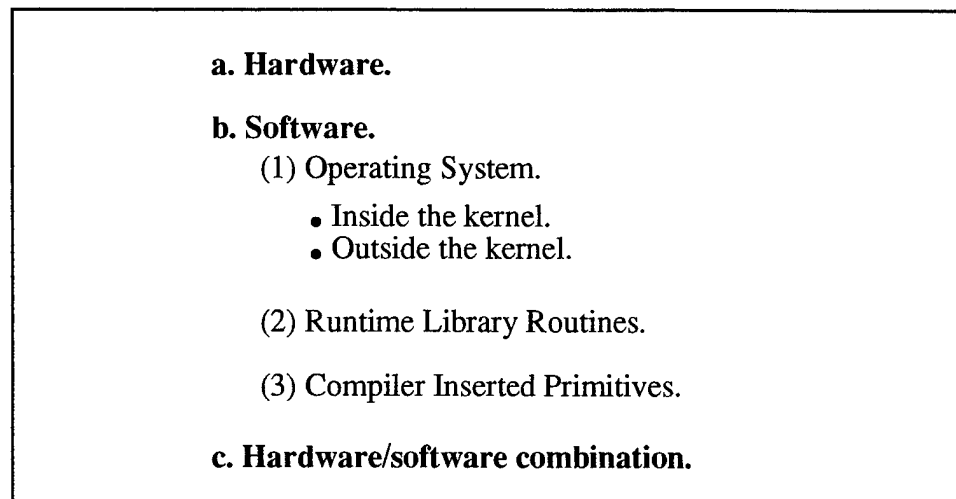 a. Hardware.
b. Software.
(1) Operating System.
• Inside the kernel.
• Outside the kernel.
(2) Runtime Library Routines.
(3) Compiler Inserted Primitives.
c. Hardware/software combination.